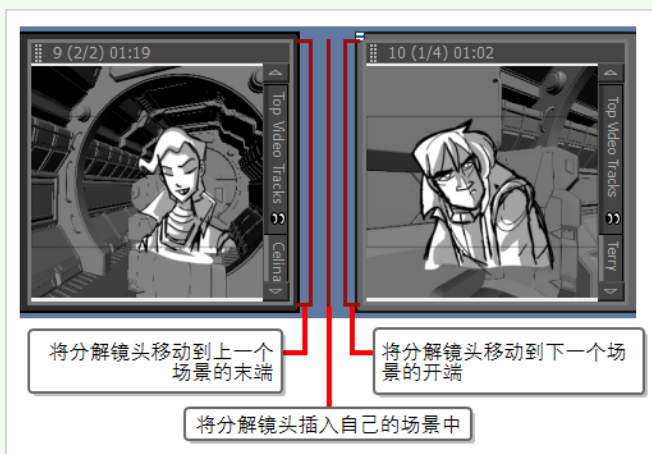 9 (2/2) 01:19
Top Video Tracks
Celina
10 (1/4) 01:02
Top Video Tracks
Terry
将分解镜头移动到上一个
场景的末端
将分解镜头移动到下一个场
景的开端
将分解镜头插入自己的场景中